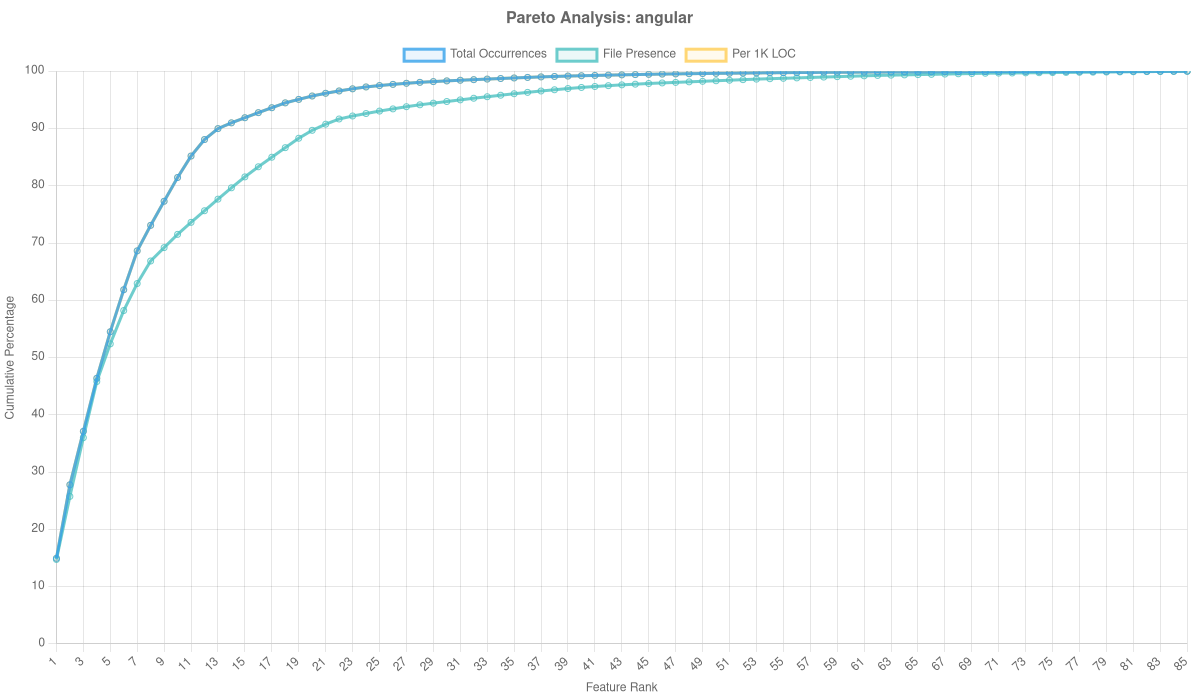 Pareto Analysis: angular
Total Occurrences File Presence Per 1K LOC
100
90
80
70
60
50
40
30
20
10
0
Cumulative Percentage
1 3 5 7 9 11 13 15 17 19 21 23 25 27 29 31 33 35 37 39 41 43 45 47 49 51 53 55 57 59 61 63 65 67 69 71 73 75 77 79 81 83 85
Feature Rank